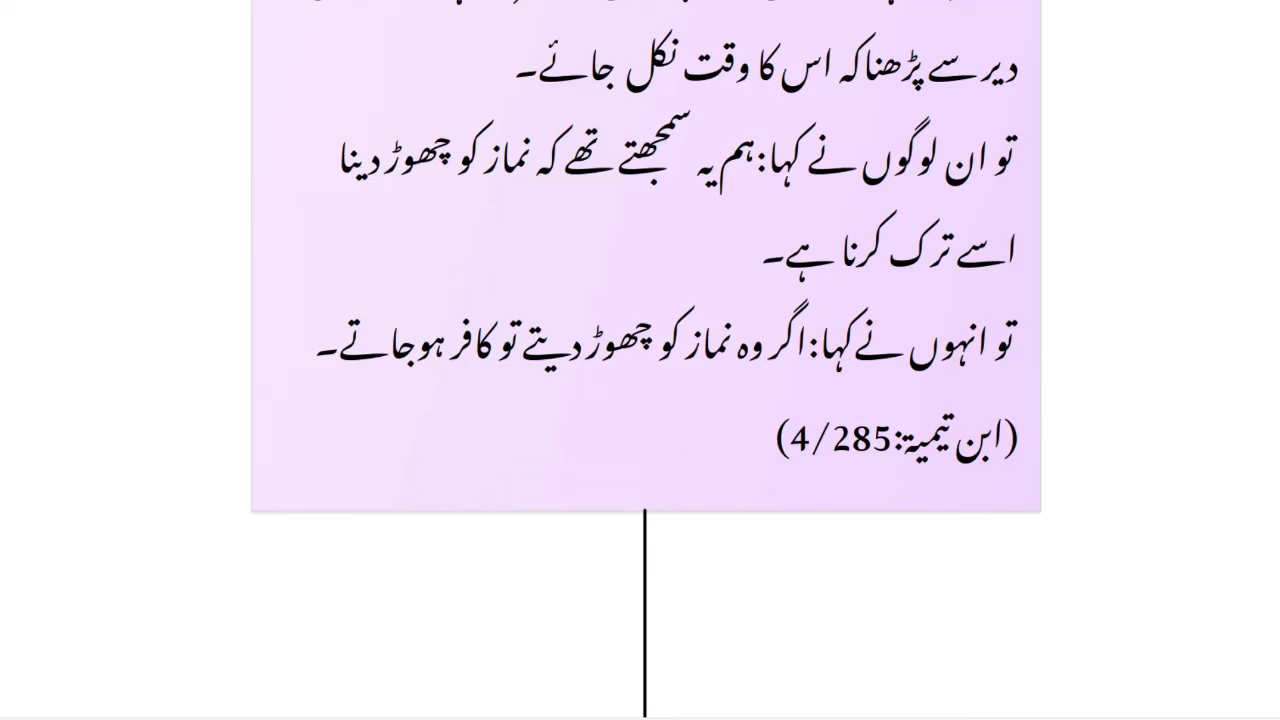 دیر سے پڑھنا کہ اس کا وقت نکل جائے۔
تو ان لوگوں نے کہا: ہم یہ سمجھتے تھے کہ نماز کو چھوڑ دینا
اسے ترک کرنا ہے۔
تو انہوں نے کہا: اگر وہ نماز کو چھوڑ دیتے تو کافر ہوجاتے۔
(ابن تیمیۃ: 4/285)